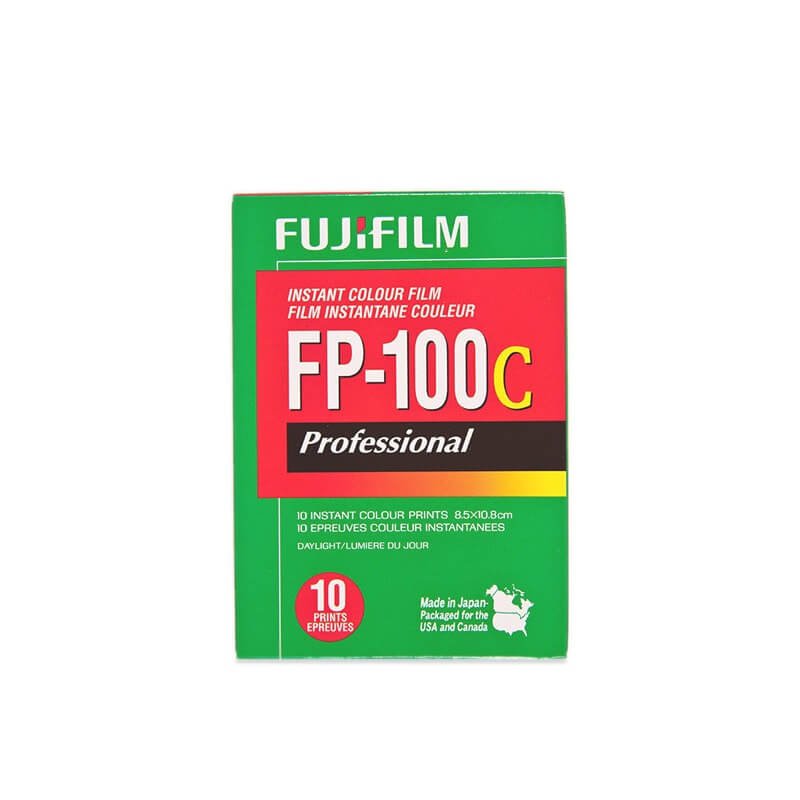 FUJIFILM
INSTANT COLOUR FILM
FILM INSTANTANE COULEUR
FP-100C
Professional
10 INSTANT COLOUR PRINTS 8.5×10.8cm
10 EPREUVES COULEUR INSTANTANEES
DAYLIGHT/LUMIERE DU JOUR
10
PRINTS
EPREUVES
Made in Japan-
Packaged for the
USA and Canada